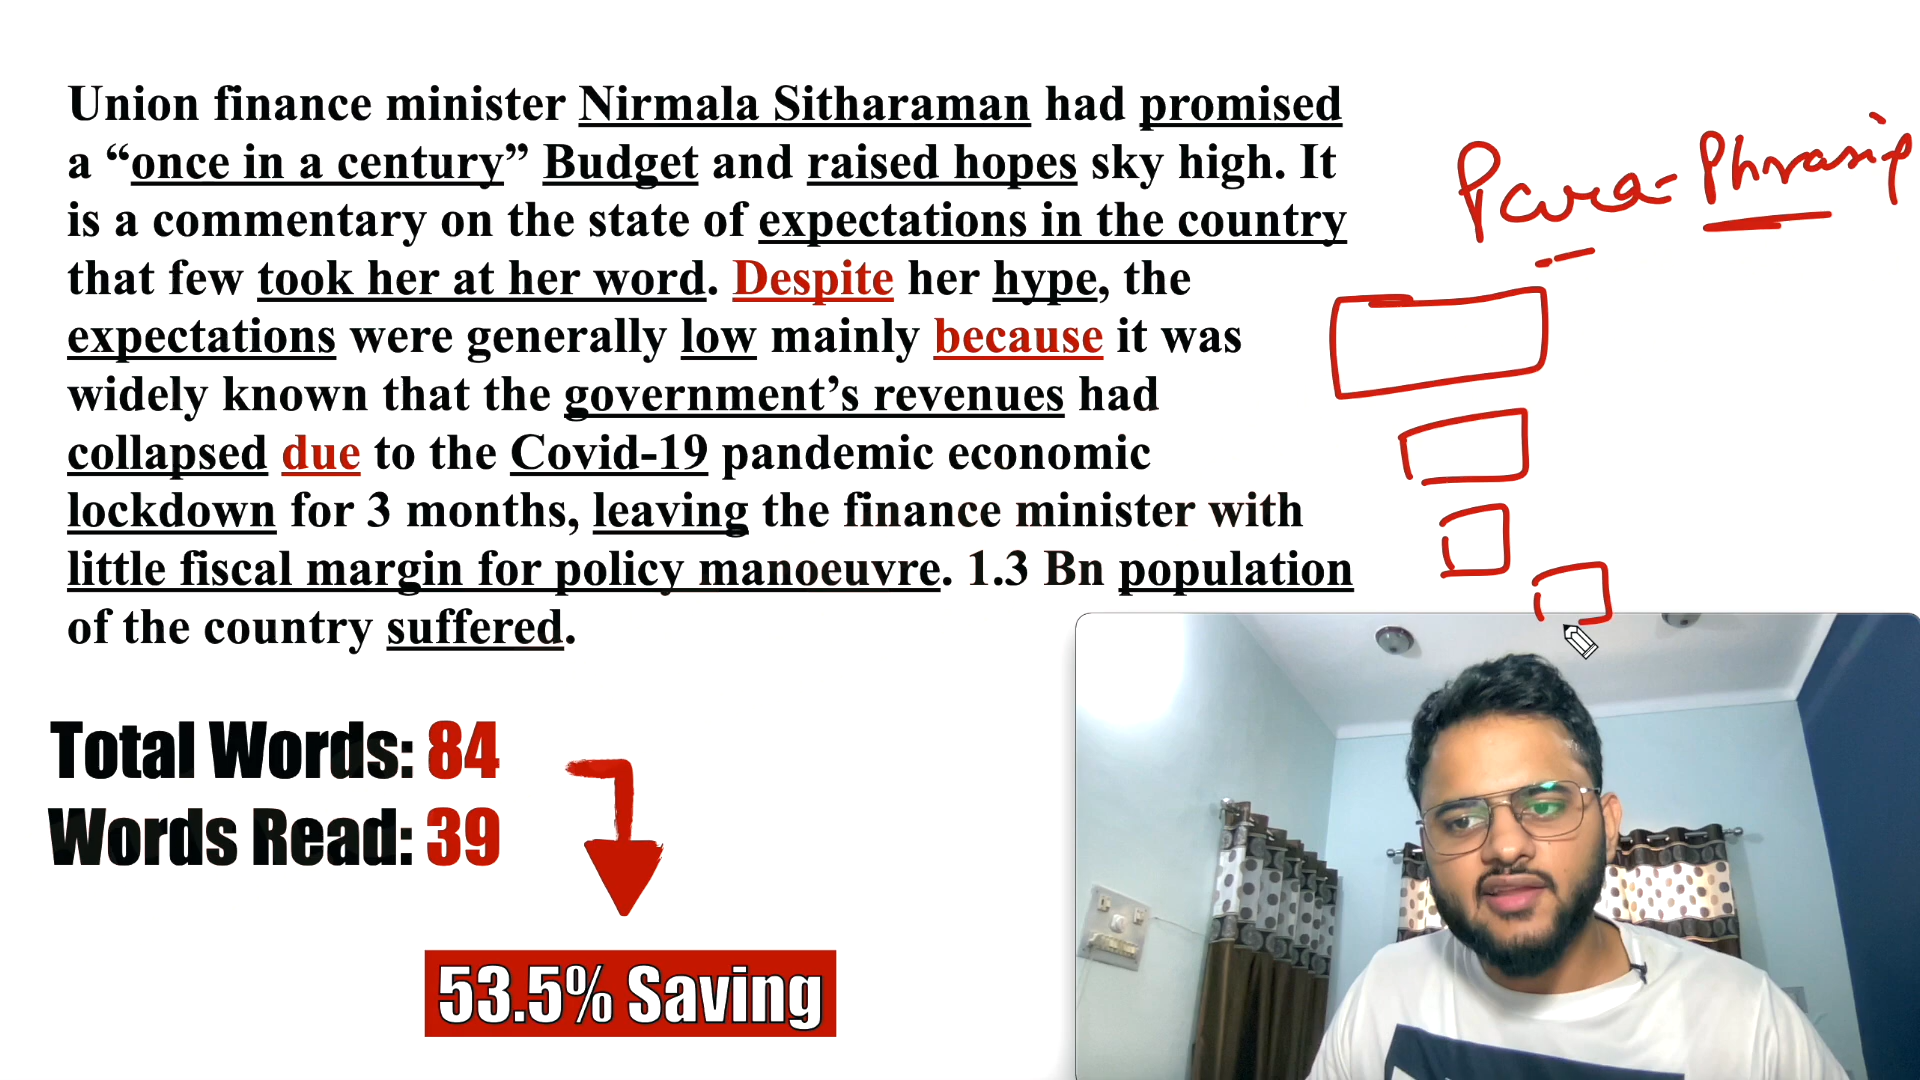 Union finance minister Nirmala Sitharaman had promised
a “once in a century” Budget and raised hopes sky high. It
is a commentary on the state of expectations in the country
that few took her at her word. Despite her hype, the
expectations were generally low mainly because it was
widely known that the government’s revenues had
collapsed due to the Covid-19 pandemic economic
lockdown for 3 months, leaving the finance minister with
little fiscal margin for policy manoeuvre. 1.3 Bn population
of the country suffered.
Para-Phrasing
Total Words: 84
Words Read: 39
53.5% Saving